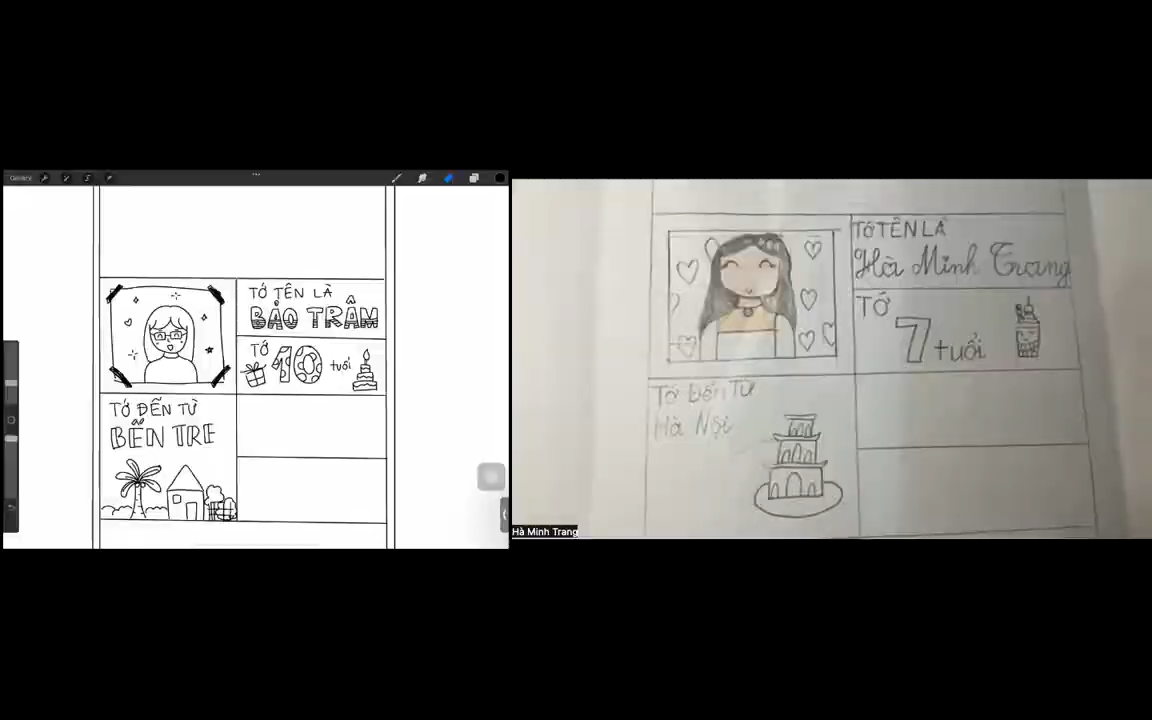 Gallery
TỚ TÊN LÀ
BẢO TRÂM
TỚ
10 tuổi
TỚ ĐẾN TỪ
BẾN TRE
TỚ TÊN LÀ
Hà Minh Trang
TỚ
7 tuổi
Tớ Đến Từ
Hà Nội
Hà Minh Trang